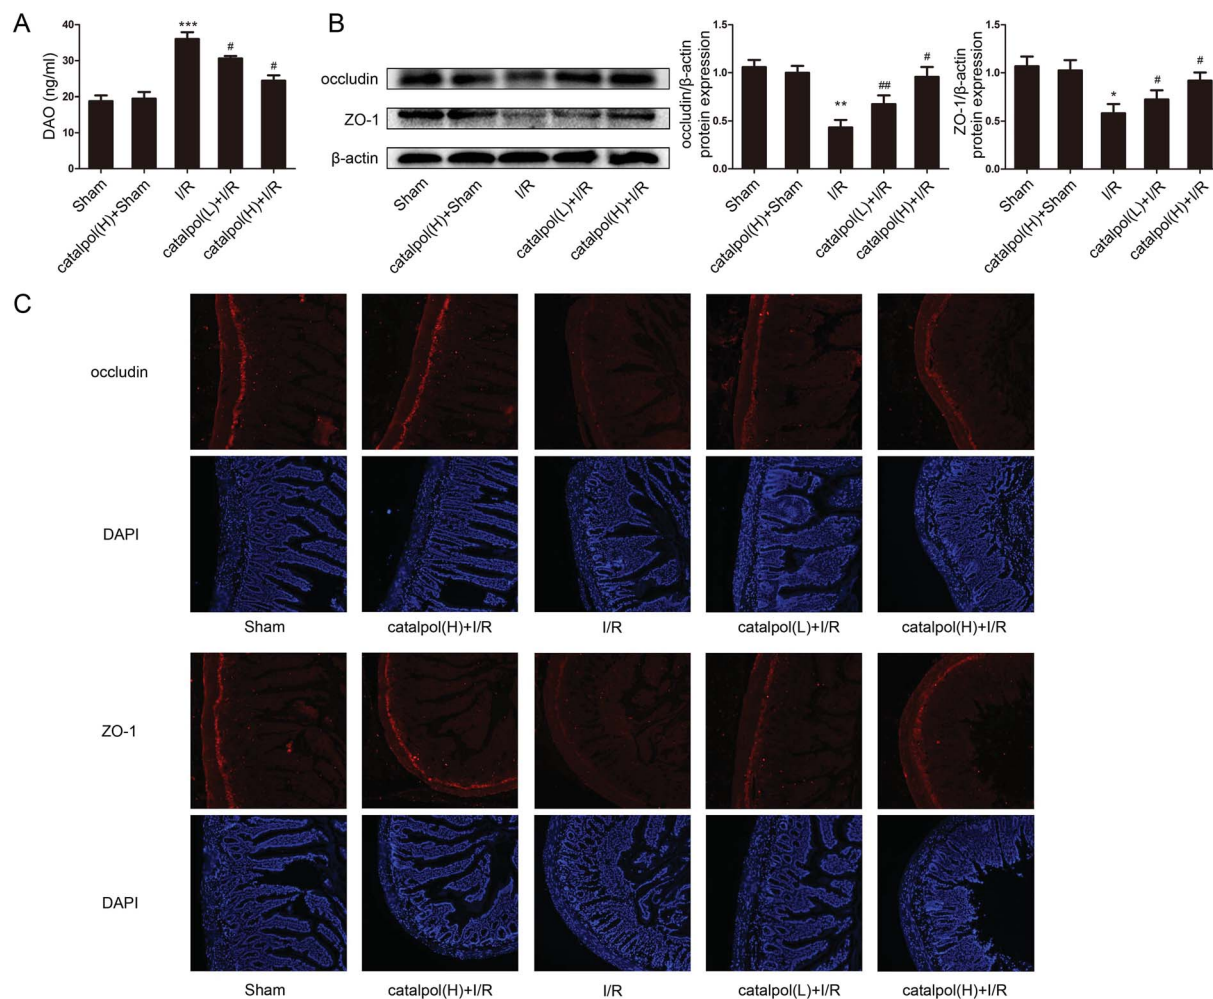 A
DAO (ng/ml)
40
30
20
10
0
***
#
#
Sham
catalpol(H)+Sham
I/R
catalpol(L)+I/R
catalpol(H)+I/R
B
occludin
ZO-1
β-actin
Sham
catalpol(H)+Sham
I/R
catalpol(L)+I/R
catalpol(H)+I/R
occludin/β-actin
protein expression
1.5
1.0
0.5
0.0
**
##
#
Sham
catalpol(H)+Sham
I/R
catalpol(L)+I/R
catalpol(H)+I/R
ZO-1/β-actin
protein expression
1.5
1.0
0.5
0.0
*
#
#
Sham
catalpol(H)+Sham
I/R
catalpol(L)+I/R
catalpol(H)+I/R
C
occludin
DAPI
Sham catalpol(H)+I/R I/R catalpol(L)+I/R catalpol(H)+I/R
ZO-1
DAPI
Sham catalpol(H)+I/R I/R catalpol(L)+I/R catalpol(H)+I/R